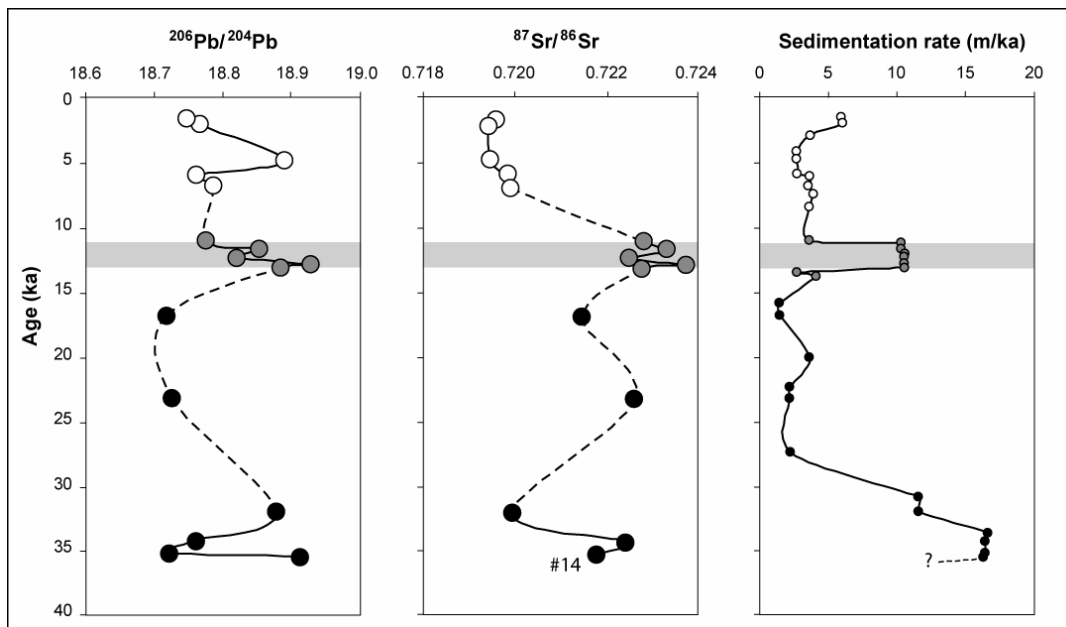 ²⁰⁶Pb/²⁰⁴Pb
18.6 18.7 18.8 18.9 19.0
⁸⁷Sr/⁸⁶Sr
0.718 0.720 0.722 0.724
Sedimentation rate (m/ka)
0 5 10 15 20
Age (ka)
0
5
10
15
20
25
30
35
40
#14
?